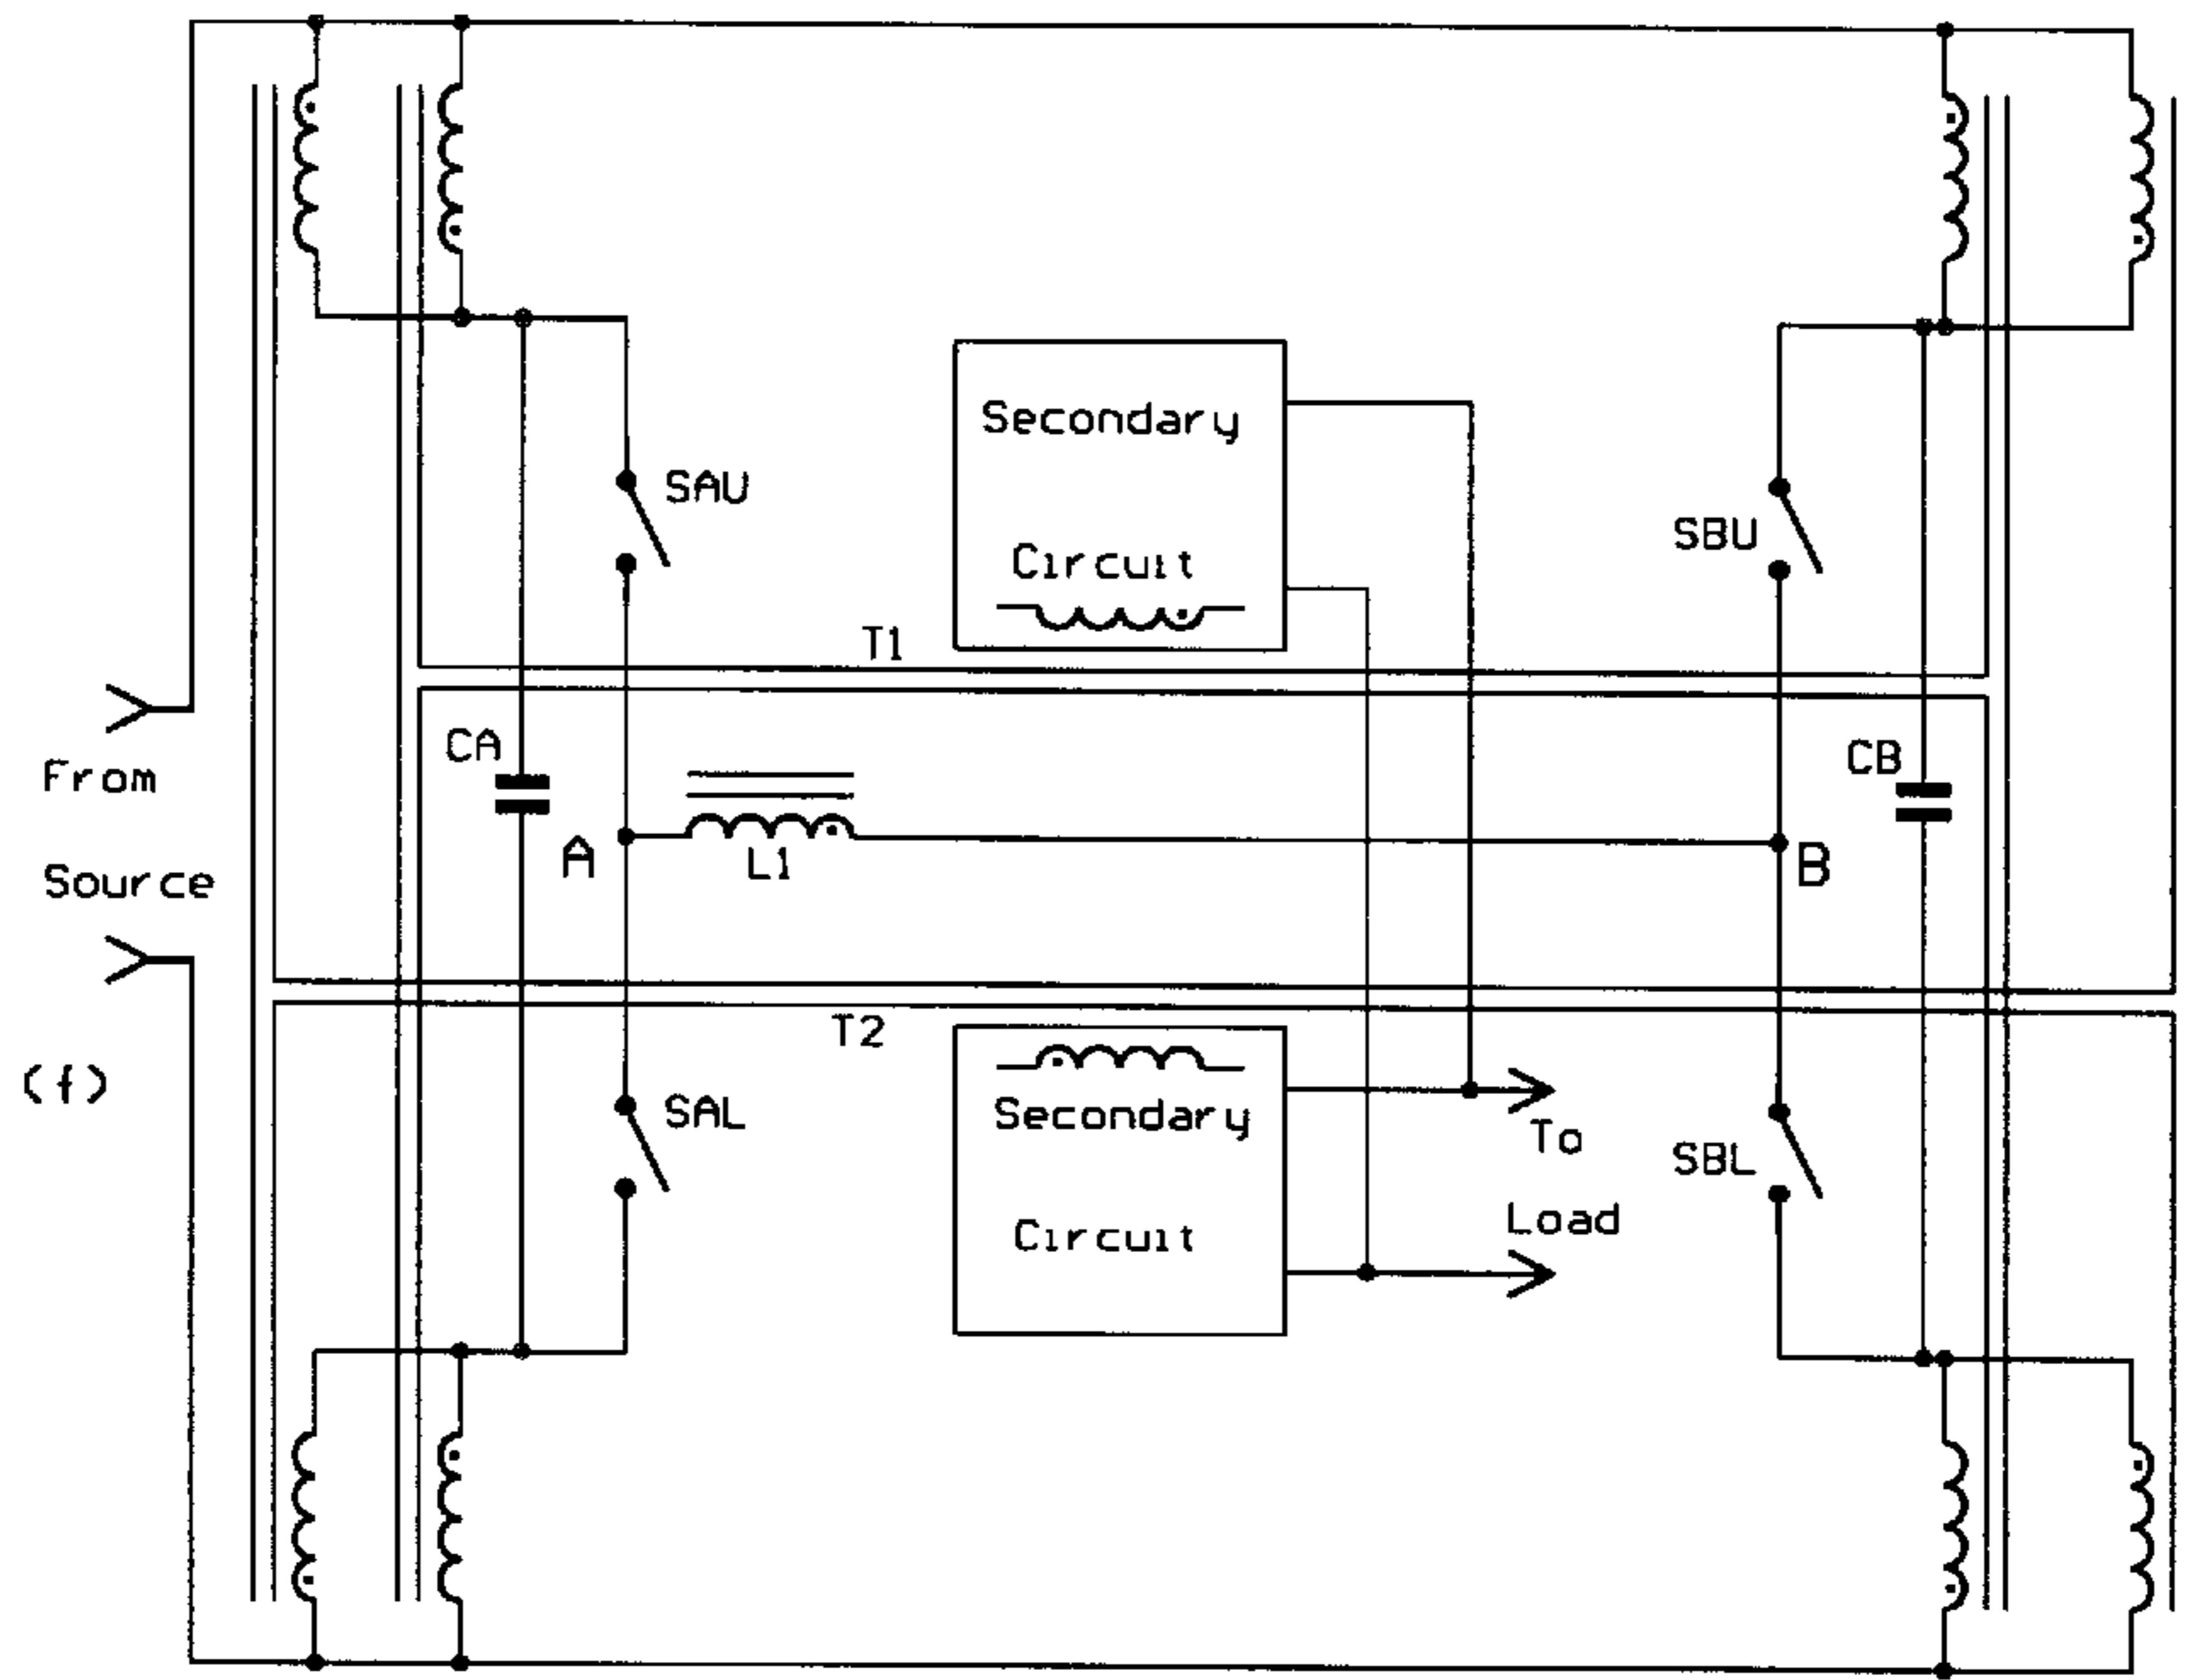 SAU
Secondary
Circuit
SBU
T1
From
Source
(f)
CA
A
L1
CB
B
T2
SAL
Secondary
Circuit
To
Load
SBL